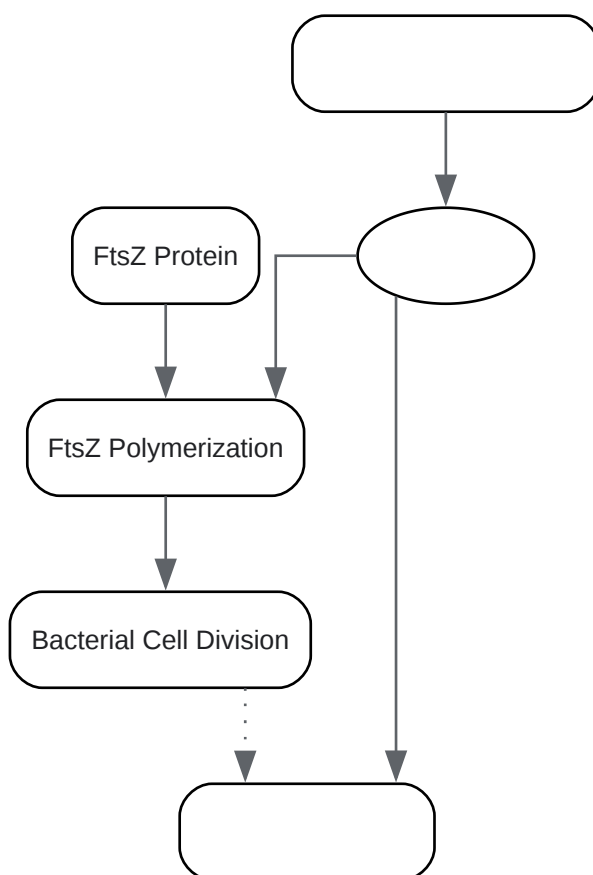 FtsZ Protein
FtsZ Polymerization
Bacterial Cell Division